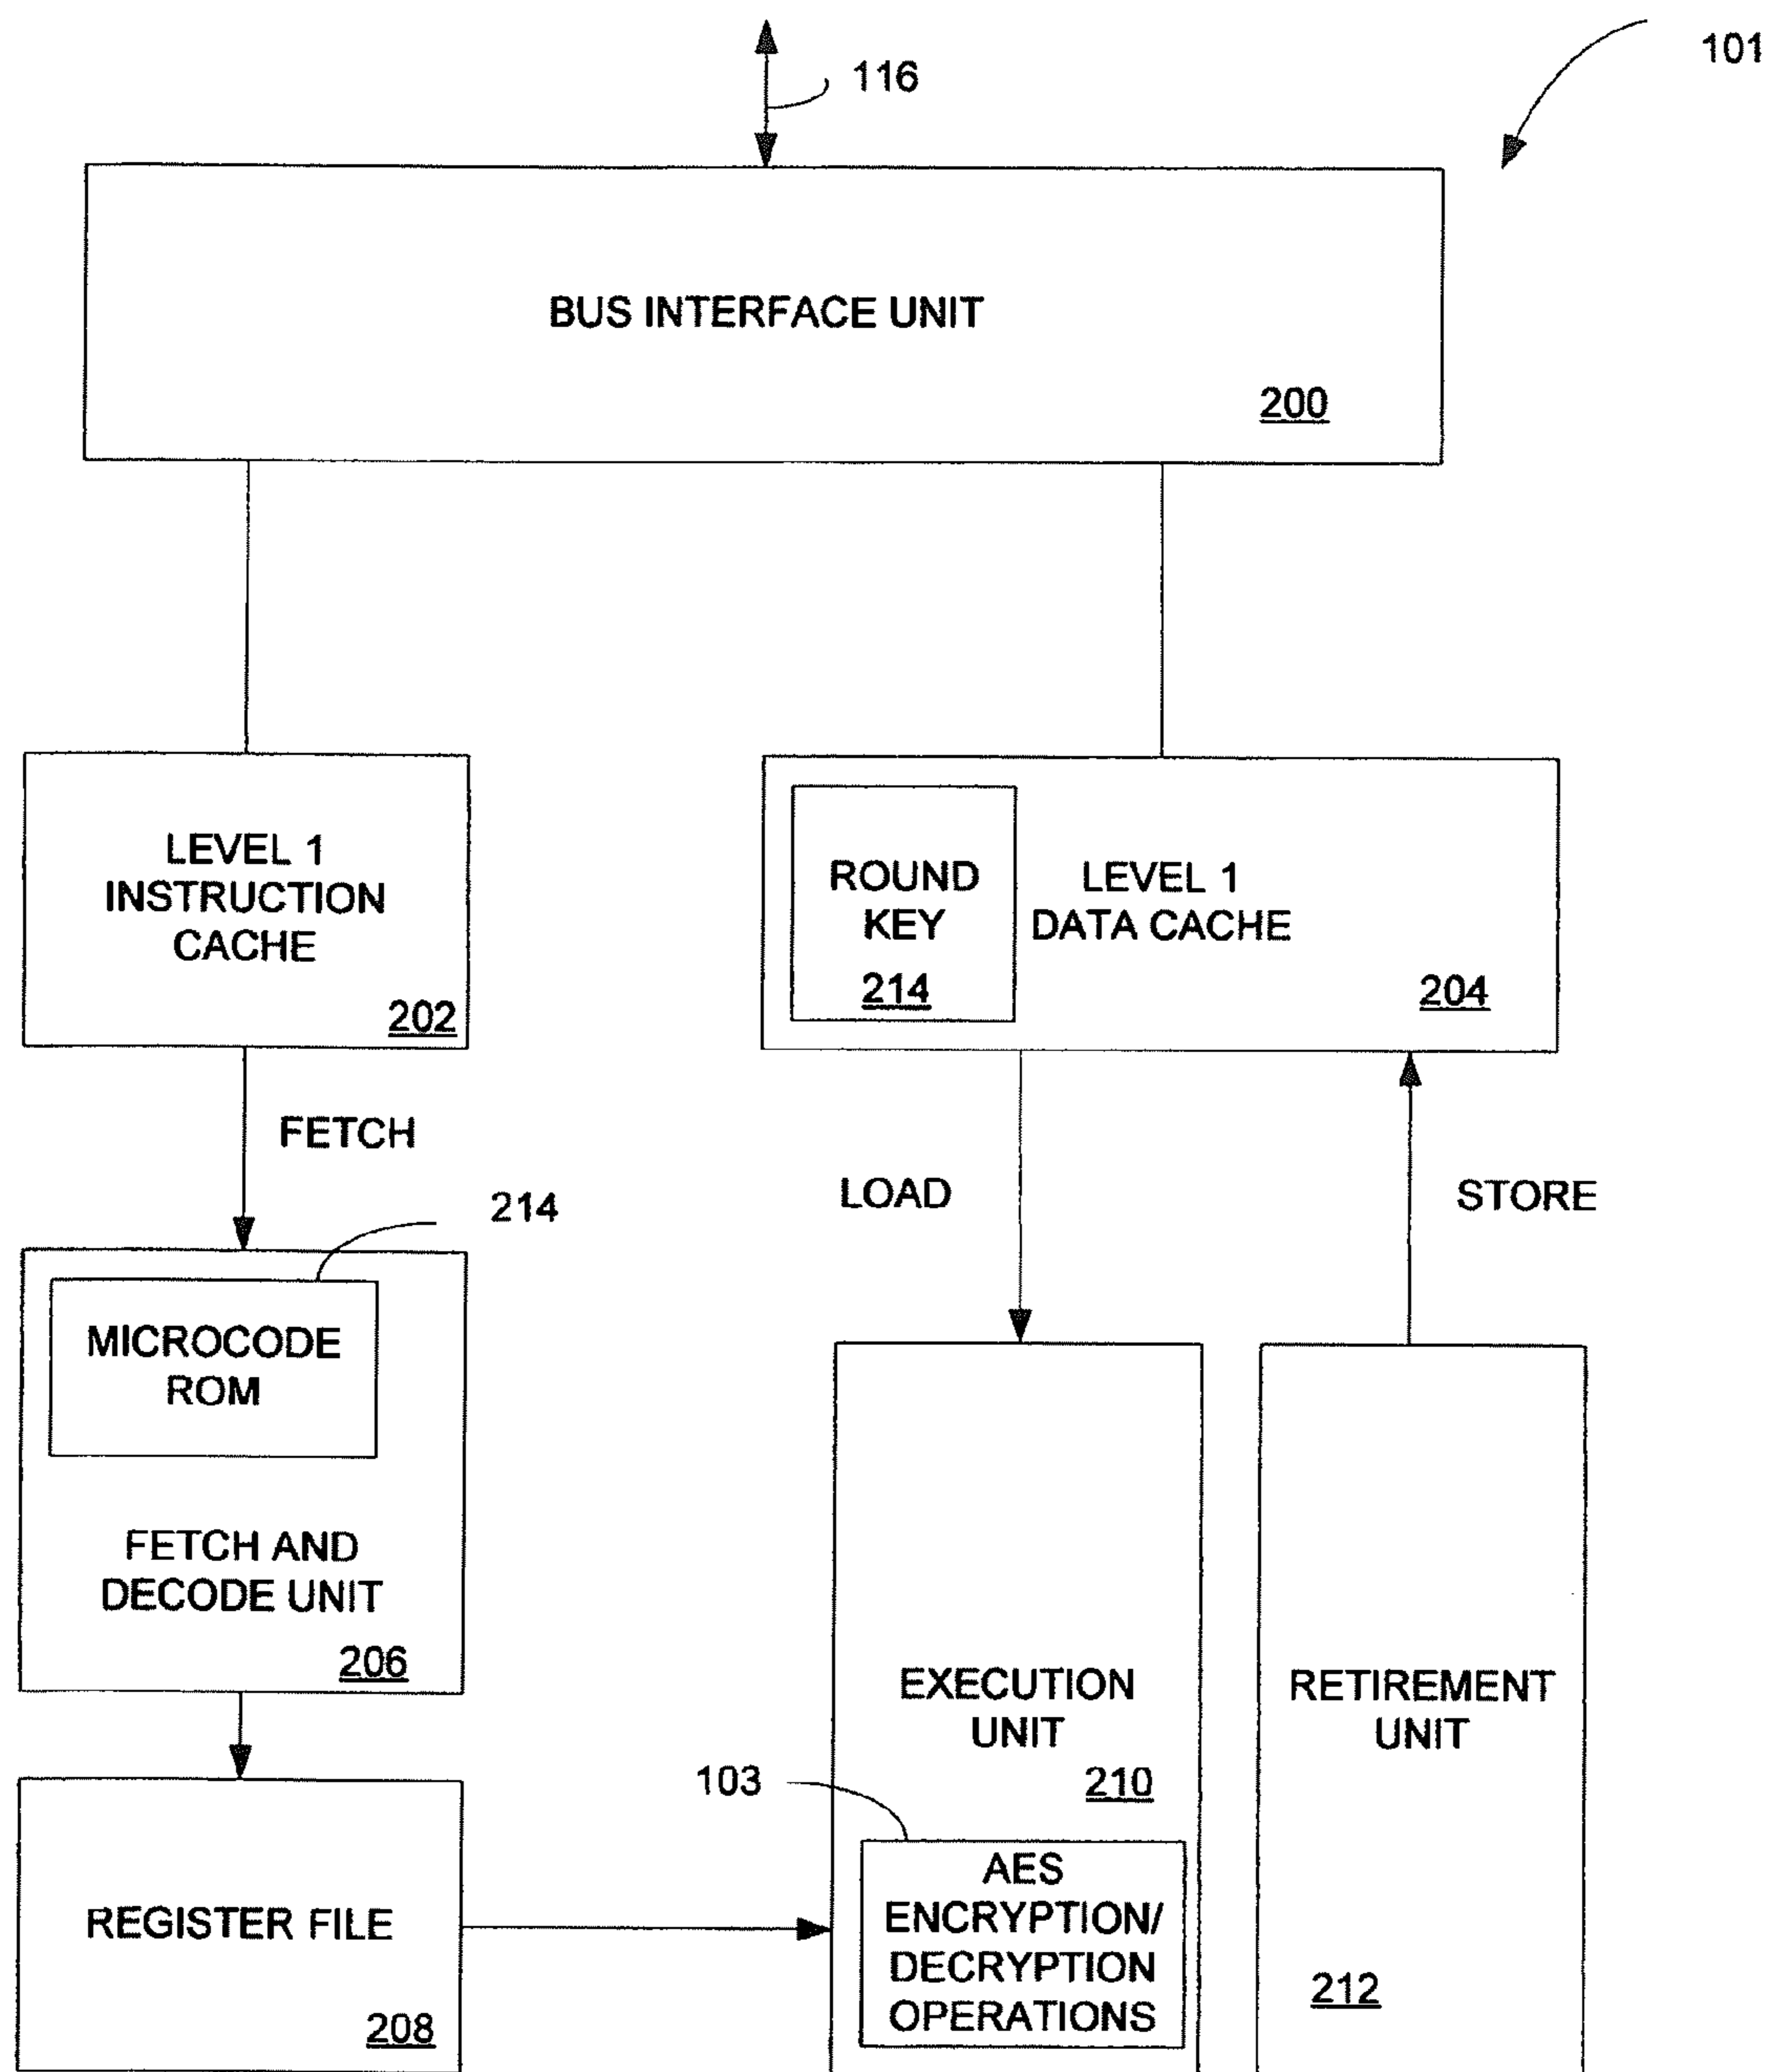 116
101
BUS INTERFACE UNIT
200
LEVEL 1
INSTRUCTION
CACHE
202
ROUND
KEY
214
LEVEL 1
DATA CACHE
204
FETCH
LOAD
STORE
214
MICROCODE
ROM
FETCH AND
DECODE UNIT
206
EXECUTION
UNIT
210
RETIREMENT
UNIT
212
103
AES
ENCRYPTION/
DECRYPTION
OPERATIONS
REGISTER FILE
208